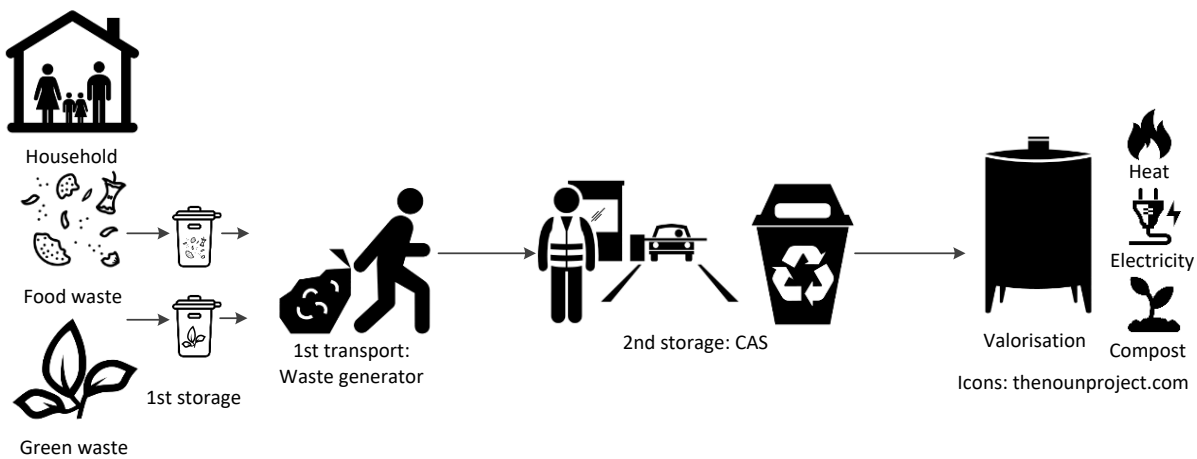 Household
Food waste
Green waste
1st storage
1st transport:
Waste generator
2nd storage: CAS
Valorisation
Heat
Electricity
Compost
Icons: thenounproject.com